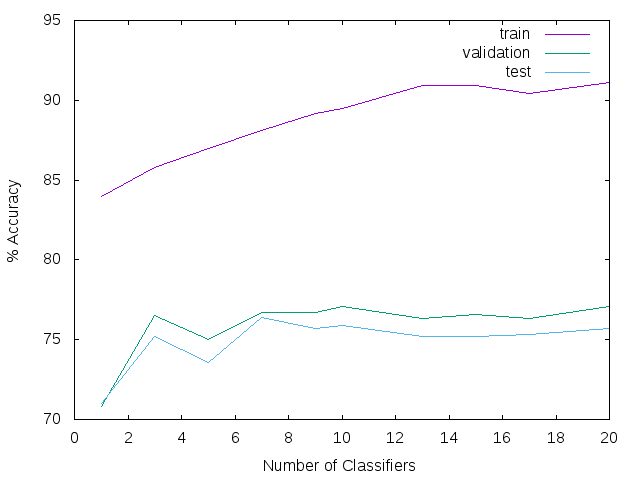 95
90
85
80
75
70
% Accuracy
train
validation
test
0 2 4 6 8 10 12 14 16 18 20
Number of Classifiers